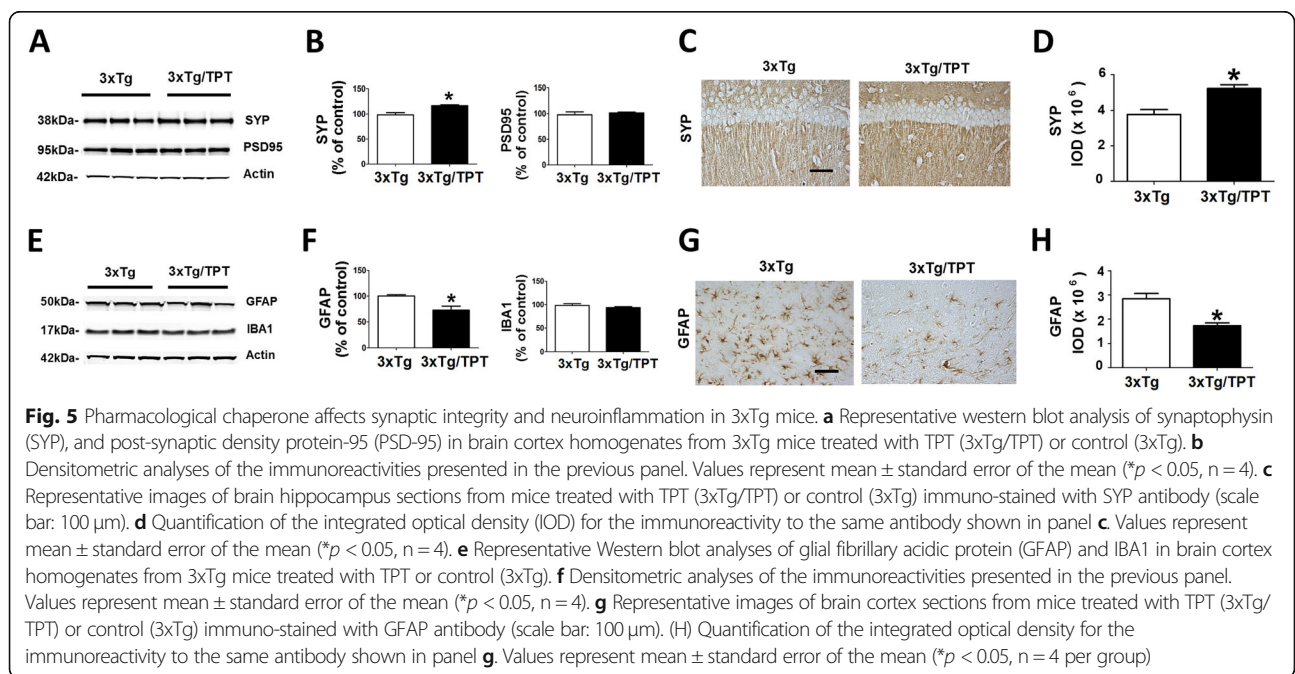 A
3xTg 3xTg/TPT
38kDa- SYP
95kDa- PSD95
42kDa- Actin
B
SYP
(% of control)
150
100
50
0
*
3xTg 3xTg/TPT
PSD95
(% of control)
150
100
50
0
3xTg 3xTg/TPT
C
3xTg 3xTg/TPT
SYP
D
SYP
IOD (x 10 6)
6
4
2
0
*
3xTg 3xTg/TPT
E
3xTg 3xTg/TPT
50kDa- GFAP
17kDa- IBA1
42kDa- Actin
F
GFAP
(% of control)
150
100
50
0
*
3xTg 3xTg/TPT
IBA1
(% of control)
150
100
50
0
3xTg 3xTg/TPT
G
3xTg 3xTg/TPT
GFAP
H
GFAP
IOD (x 10 6)
4
3
2
1
0
*
3xTg 3xTg/TPT
Fig. 5 Pharmacological chaperone affects synaptic integrity and neuroinflammation in 3xTg mice. a Representative western blot analysis of synaptophysin
(SYP), and post-synaptic density protein-95 (PSD-95) in brain cortex homogenates from 3xTg mice treated with TPT (3xTg/TPT) or control (3xTg). b
Densitometric analyses of the immunoreactivities presented in the previous panel. Values represent mean ± standard error of the mean (*p < 0.05, n = 4). c
Representative images of brain hippocampus sections from mice treated with TPT (3xTg/TPT) or control (3xTg) immuno-stained with SYP antibody (scale
bar: 100 μm). d Quantification of the integrated optical density (IOD) for the immunoreactivity to the same antibody shown in panel c. Values represent
mean ± standard error of the mean (*p < 0.05, n = 4). e Representative Western blot analyses of glial fibrillary acidic protein (GFAP) and IBA1 in brain cortex
homogenates from 3xTg mice treated with TPT or control (3xTg). f Densitometric analyses of the immunoreactivities presented in the previous panel.
Values represent mean ± standard error of the mean (*p < 0.05, n = 4). g Representative images of brain cortex sections from mice treated with TPT (3xTg/
TPT) or control (3xTg) immuno-stained with GFAP antibody (scale bar: 100 μm). (H) Quantification of the integrated optical density for the
immunoreactivity to the same antibody shown in panel g. Values represent mean ± standard error of the mean (*p < 0.05, n = 4 per group)